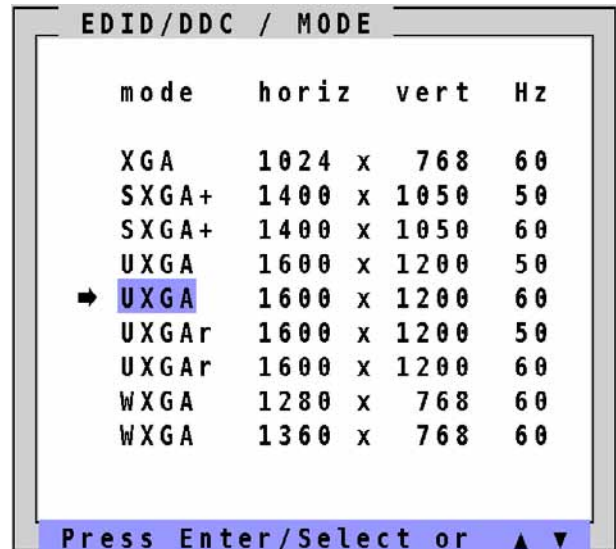 EDID/DDC / MODE
mode horiz vert Hz
XGA 1024 x 768 60
SXGA+ 1400 x 1050 50
SXGA+ 1400 x 1050 60
UXGA 1600 x 1200 50
➡ UXGA 1600 x 1200 60
UXGAr 1600 x 1200 50
UXGAr 1600 x 1200 60
WXGA 1280 x 768 60
WXGA 1360 x 768 60
Press Enter/Select or ▲ ▼